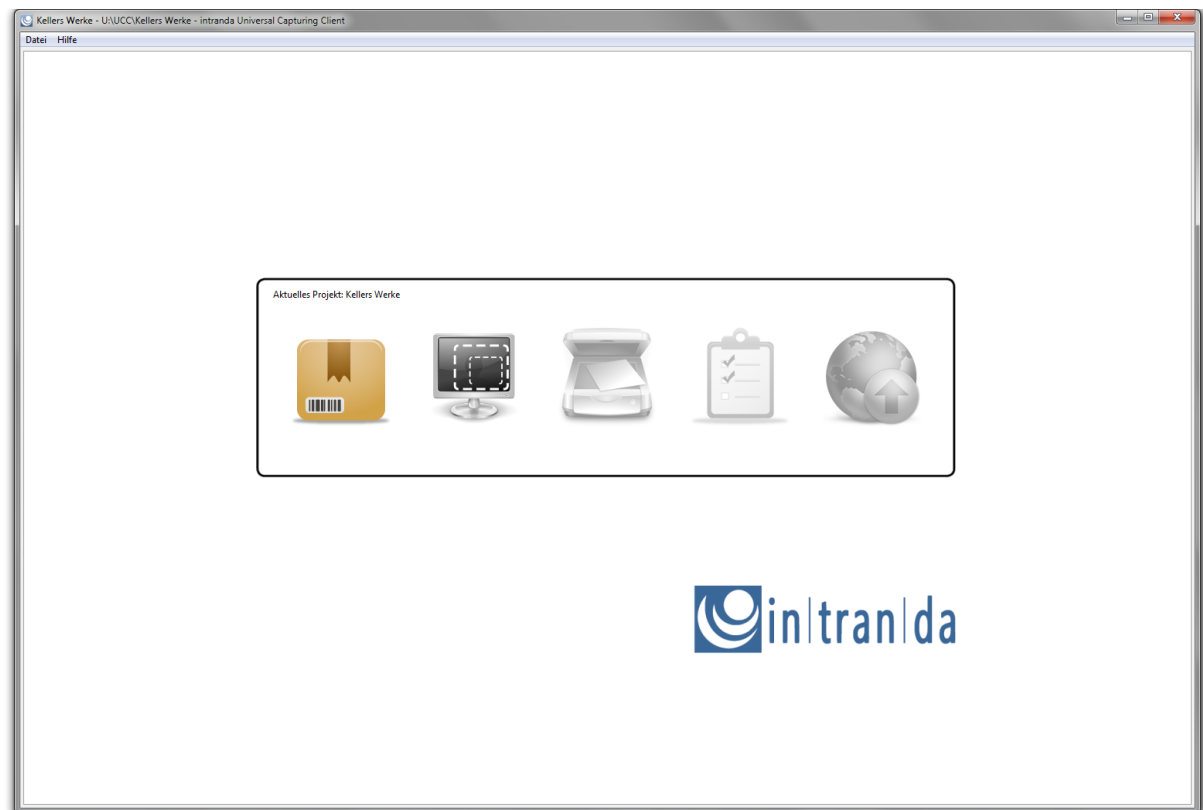 Kellers Werke - U:\UCC\Kellers Werke - intranda Universal Capturing Client
Datei Hilfe
Aktuelles Projekt: Kellers Werke
in|tran|da